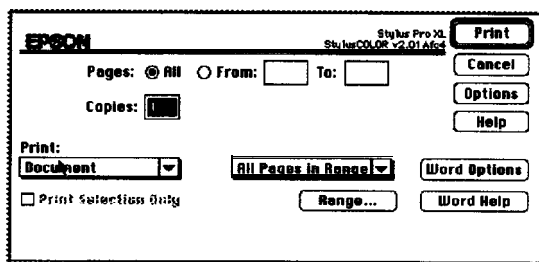 EPSON
Stylus Pro XL
StylusCOLOR v2.01 Afc4
Print
Pages: All From: To:
Cancel
Copies:
Options
Help
Print:
Document
All Pages in Range
Word Options
Print Selection Only
Range...
Word Help